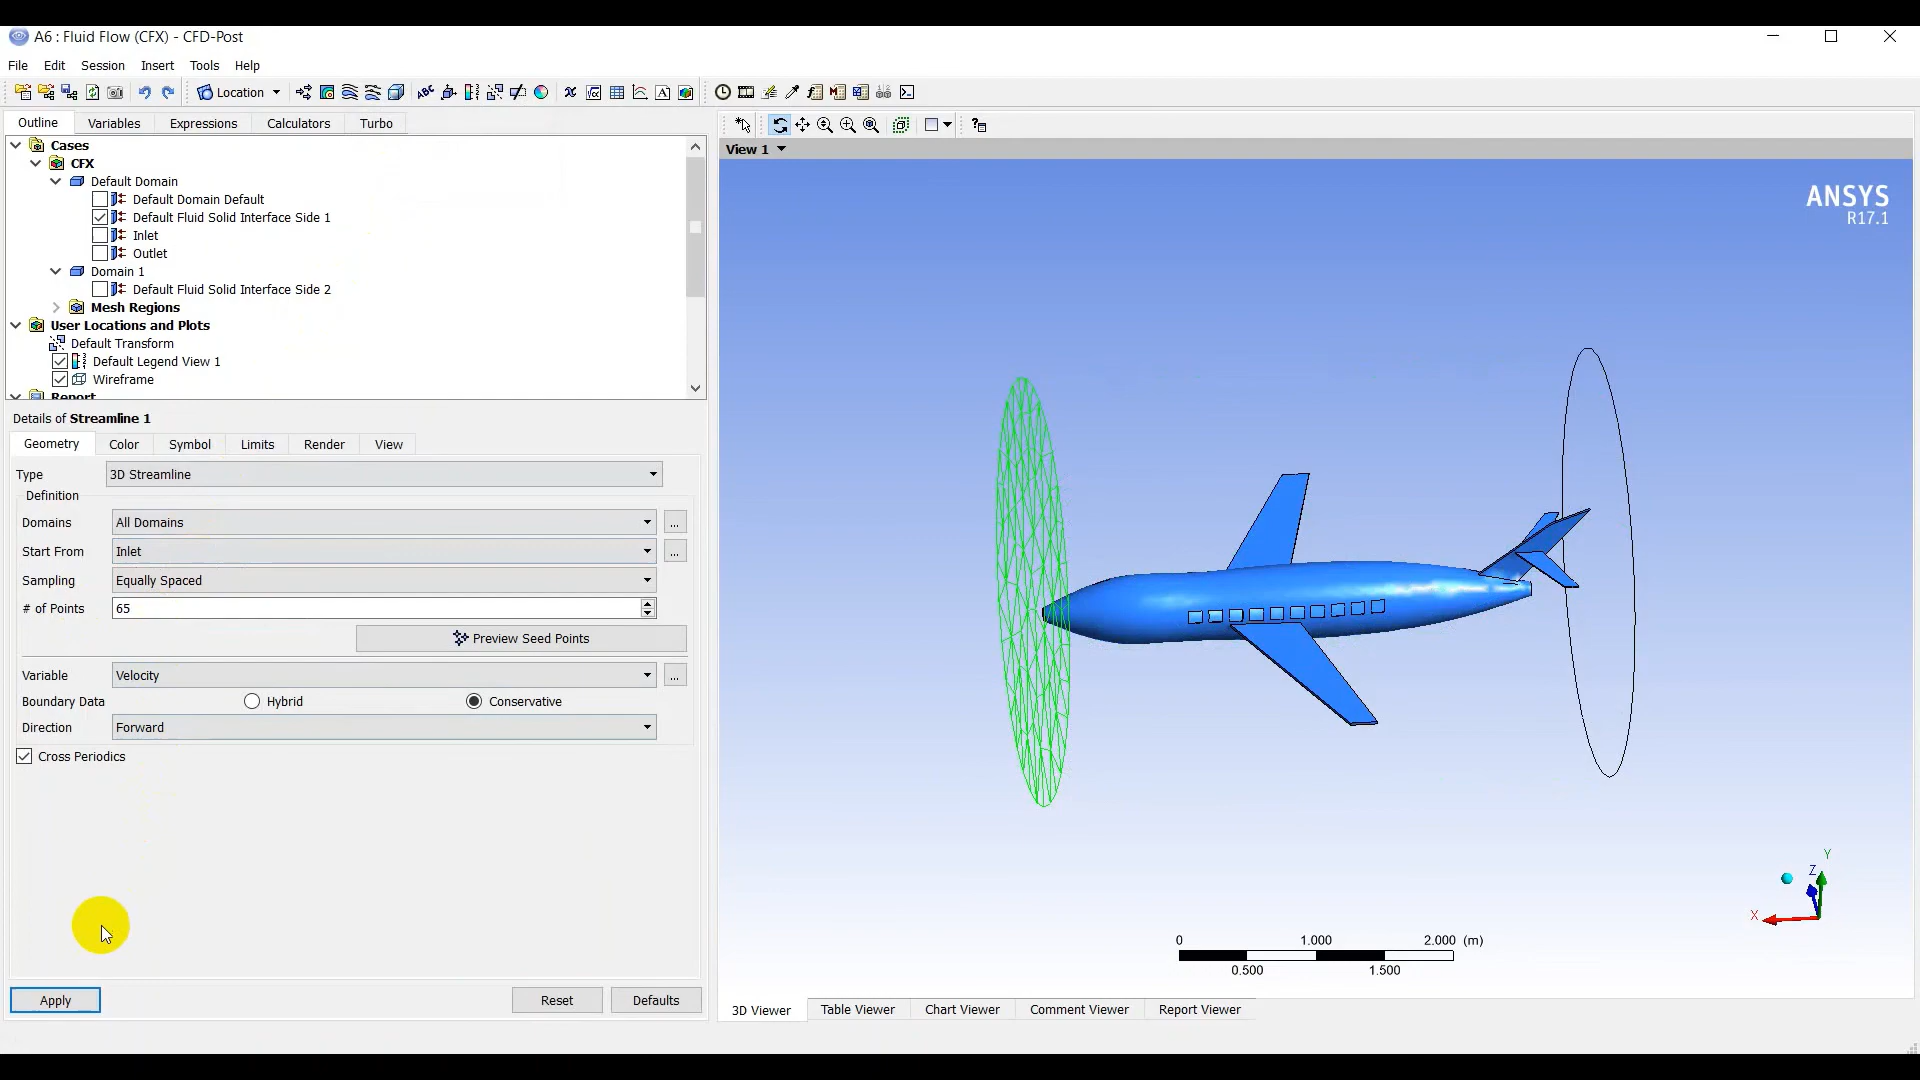 A6 : Fluid Flow (CFX) - CFD-Post
File Edit Session Insert Tools Help
Location
Outline Variables Expressions Calculators Turbo
Cases
CFX
Default Domain
Default Domain Default
Default Fluid Solid Interface Side 1
Inlet
Outlet
Domain 1
Default Fluid Solid Interface Side 2
Mesh Regions
User Locations and Plots
Default Transform
Default Legend View 1
Wireframe
Report
Details of Streamline 1
Geometry Color Symbol Limits Render View
Type 3D Streamline
Definition
Domains All Domains ...
Start From Inlet ...
Sampling Equally Spaced
# of Points 65
Preview Seed Points
Variable Velocity ...
Boundary Data Hybrid Conservative
Direction Forward
Cross Periodics
Apply Reset Defaults
View 1
ANSYS
R17.1
Y
Z
X
0 1.000 2.000 (m)
0.500 1.500
3D Viewer Table Viewer Chart Viewer Comment Viewer Report Viewer